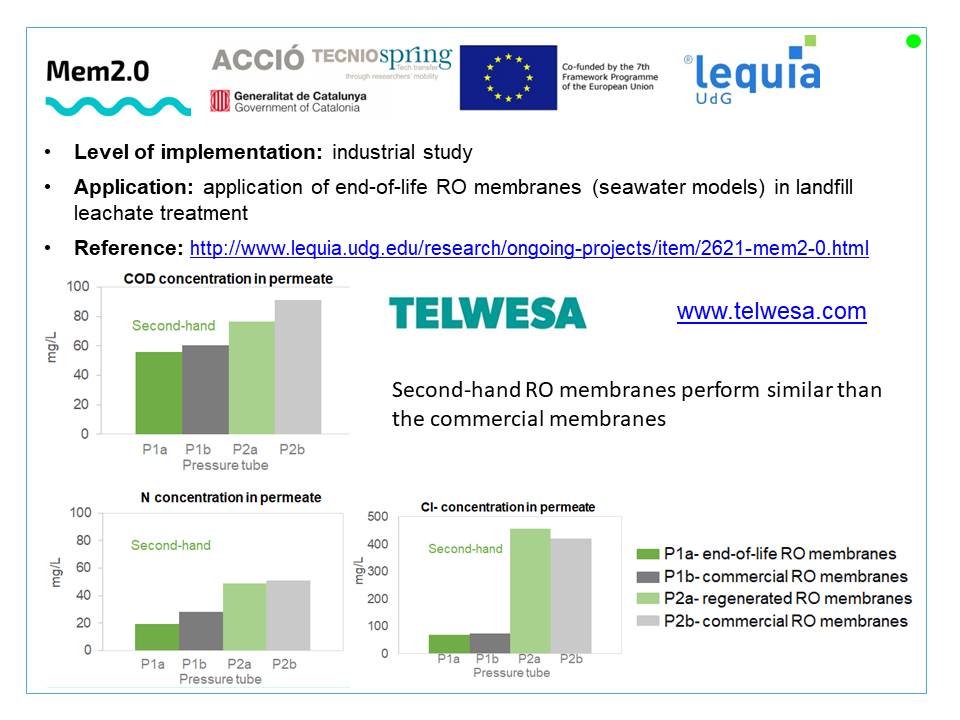 Mem2.0
ACCIÓ TECNIOspring
Tech transfer
through researchers' mobility
Generalitat de Catalunya
Government of Catalonia
Co-funded by the 7th
Framework Programme
of the European Union
®lequia
UdG
• Level of implementation: industrial study
• Application: application of end-of-life RO membranes (seawater models) in landfill
leachate treatment
• Reference: http://www.lequia.udg.edu/research/ongoing-projects/item/2621-mem2-0.html
COD concentration in permeate
100
80
60
40
20
0
mg/L
Second-hand
P1a P1b P2a P2b
Pressure tube
TELWESA
www.telwesa.com
Second-hand RO membranes perform similar than
the commercial membranes
N concentration in permeate
100
80
60
40
20
0
mg/L
Second-hand
P1a P1b P2a P2b
Pressure tube
Cl- concentration in permeate
500
400
300
200
100
0
mg/L
Second-hand
P1a P1b P2a P2b
Pressure tube
P1a- end-of-life RO membranes
P1b- commercial RO membranes
P2a- regenerated RO membranes
P2b- commercial RO membranes